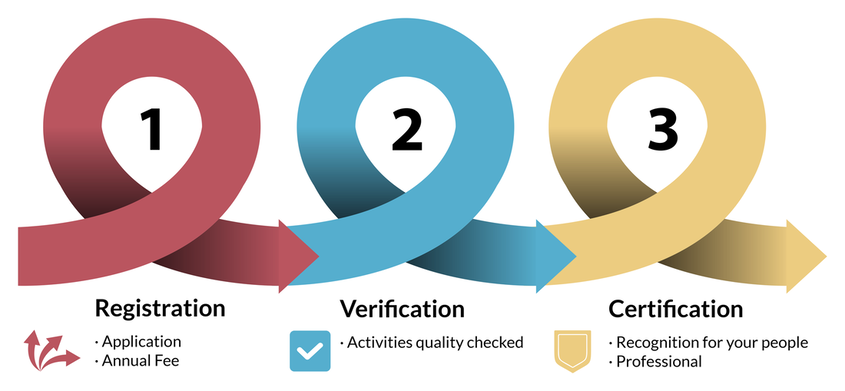 1
2
3
Registration
· Application
· Annual Fee
Verification
· Activities quality checked
Certification
· Recognition for your people
· Professional